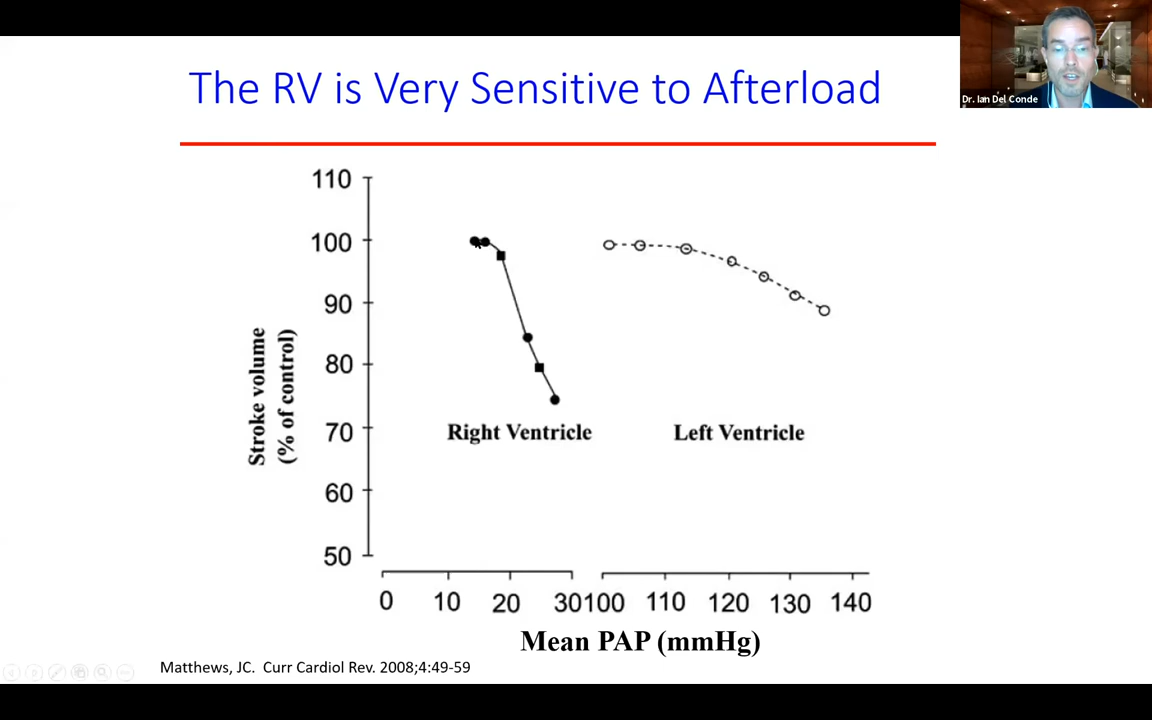 The RV is Very Sensitive to Afterload
Dr. Ian Del Conde
110
100
90
80
70
60
50
Stroke volume
(% of control)
Right Ventricle
Left Ventricle
0 10 20 30 100 110 120 130 140
Mean PAP (mmHg)
Matthews, JC. Curr Cardiol Rev. 2008;4:49-59